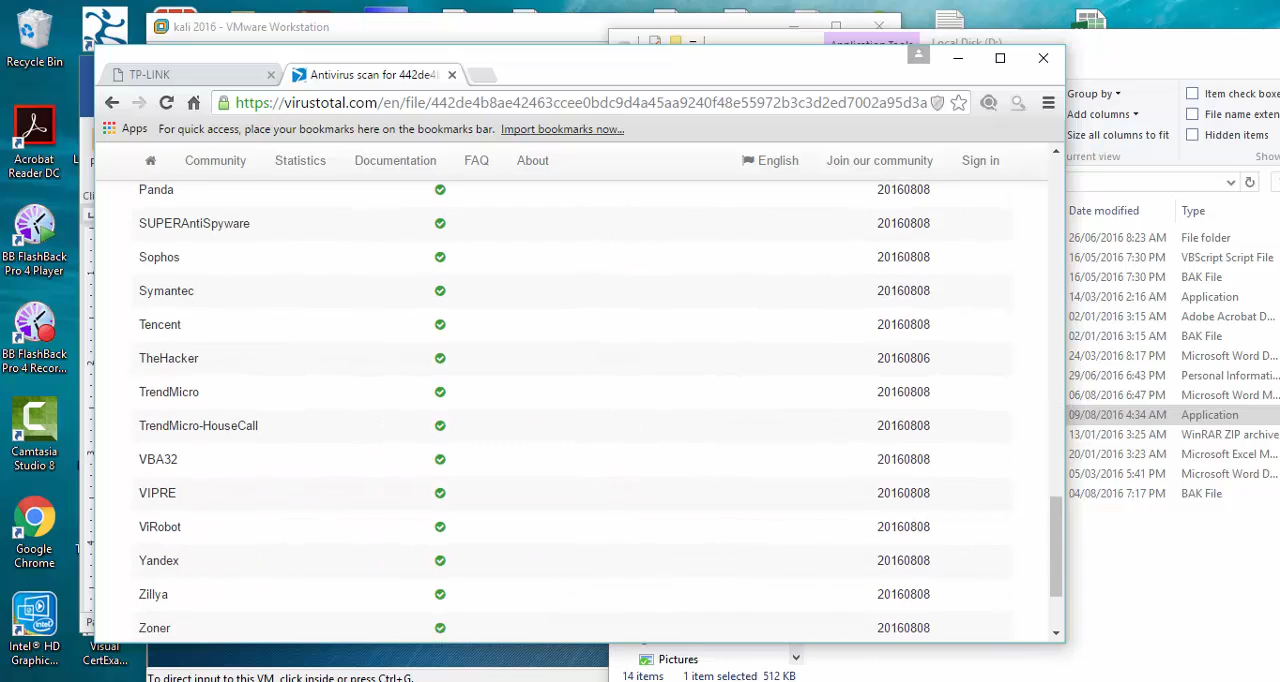 Recycle Bin
Acrobat
Reader DC
BB FlashBack
Pro 4 Player
BB FlashBack
Pro 4 Recor...
Camtasia
Studio 8
Google
Chrome
Intel® HD
Graphic...
Visual
CertExa...
kali 2016 - VMware Workstation
TP-LINK
Antivirus scan for 442de4b
https://virustotal.com/en/file/442de4b8ae42463ccee0bdc9d4a45aa9240f48e55972b3c3d2ed7002a95d3a
Apps
For quick access, place your bookmarks here on the bookmarks bar.
Import bookmarks now...
Community
Statistics
Documentation
FAQ
About
English
Join our community
Sign in
Panda 20160808
SUPERAntiSpyware 20160808
Sophos 20160808
Symantec 20160808
Tencent 20160808
TheHacker 20160806
TrendMicro 20160808
TrendMicro-HouseCall 20160808
VBA32 20160808
VIPRE 20160808
ViRobot 20160808
Yandex 20160808
Zillya 20160808
Zoner 20160808
To direct input to this VM, click inside or press Ctrl+G.
Application Tools
Local Disk (D:)
Group by
Add columns
Size all columns to fit
urrent view
Item check boxe
File name exten
Hidden items
Show
Date modified Type
26/06/2016 8:23 AM File folder
16/05/2016 7:30 PM VBScript Script File
16/05/2016 7:30 PM BAK File
14/03/2016 2:16 AM Application
02/01/2016 3:15 AM Adobe Acrobat D...
02/01/2016 3:15 AM BAK File
24/03/2016 8:17 PM Microsoft Word D...
29/06/2016 6:43 PM Personal Informati...
06/08/2016 6:47 PM Microsoft Word M...
09/08/2016 4:34 AM Application
13/01/2016 3:25 AM WinRAR ZIP archive
20/01/2016 3:23 AM Microsoft Excel M...
05/03/2016 5:41 PM Microsoft Word D...
04/08/2016 7:17 PM BAK File
Pictures
14 items 1 item selected 512 KB